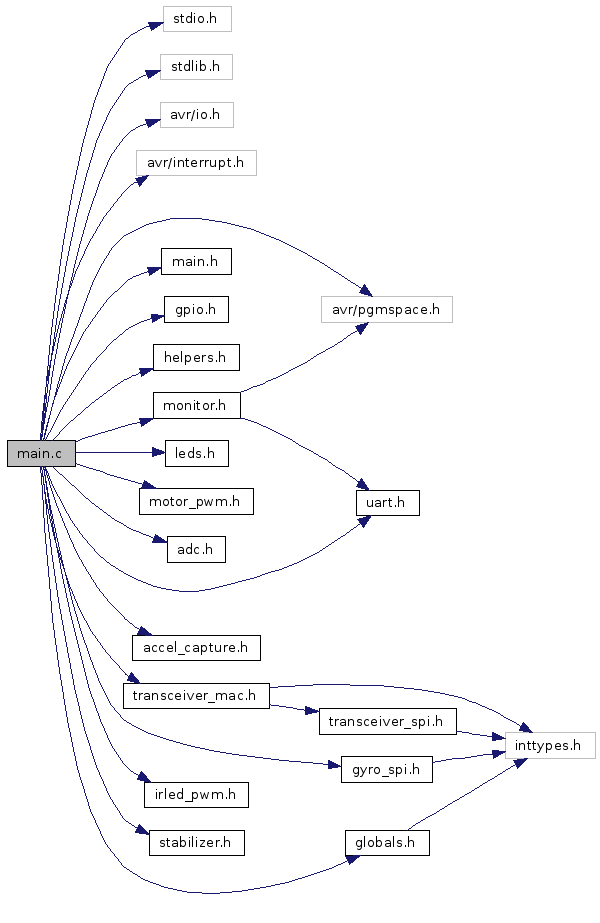 stdio.h
stdlib.h
avr/io.h
avr/interrupt.h
main.h
gpio.h
avr/pgmspace.h
helpers.h
monitor.h
main.c
leds.h
motor_pwm.h
uart.h
adc.h
accel_capture.h
transceiver_mac.h
transceiver_spi.h
inttypes.h
gyro_spi.h
irled_pwm.h
stabilizer.h
globals.h